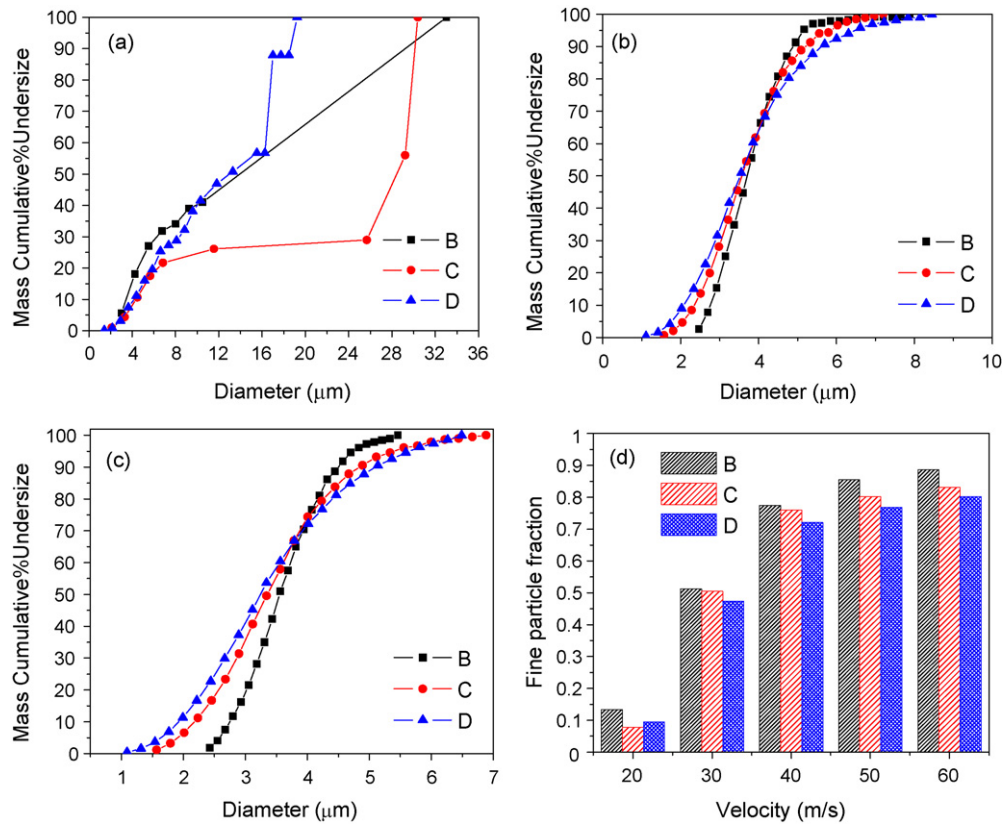 (a)
Mass Cumulative%Undersize
100
90
80
70
60
50
40
30
20
10
0
B
C
D
0 4 8 12 16 20 24 28 32 36
Diameter (μm)
(b)
Mass Cumulative%Undersize
100
90
80
70
60
50
40
30
20
10
0
B
C
D
0 2 4 6 8 10
Diameter (μm)
(c)
Mass Cumulative%Undersize
100
90
80
70
60
50
40
30
20
10
0
B
C
D
1 2 3 4 5 6 7
Diameter (μm)
(d)
Fine particle fraction
B
C
D
0.9
0.8
0.7
0.6
0.5
0.4
0.3
0.2
0.1
0
20 30 40 50 60
Velocity (m/s)